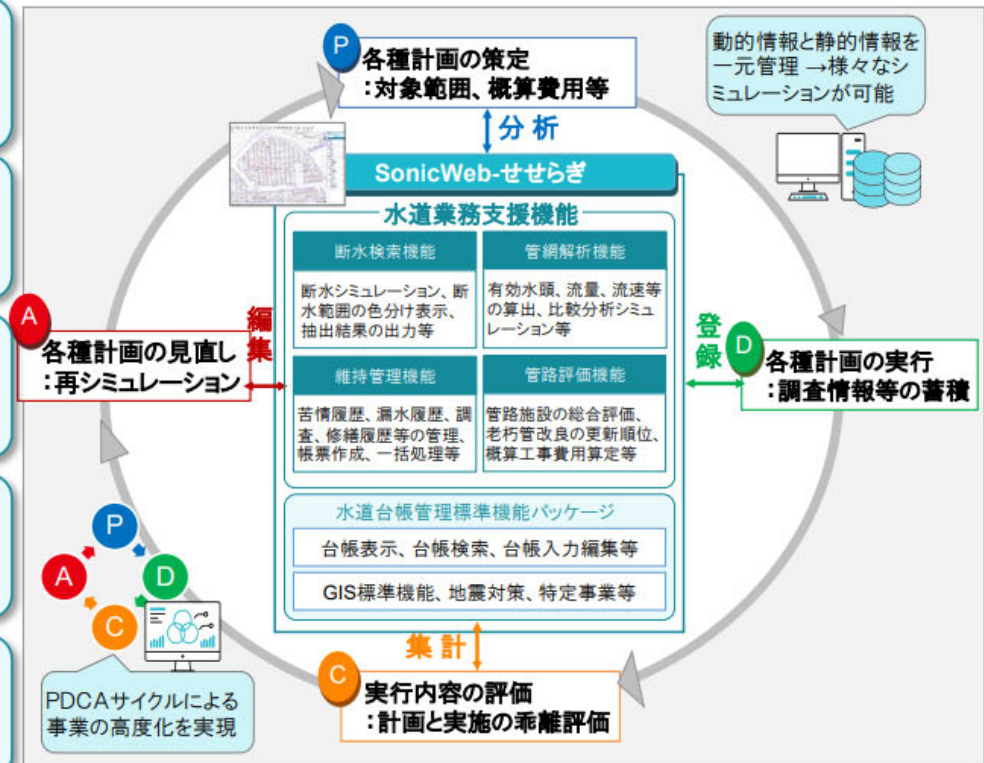 P
各種計画の策定
：対象範囲、概算費用等
動的情報と静的情報を
一元管理 →様々なシ
ミュレーションが可能
分析
SonicWeb-せせらぎ
水道業務支援機能
断水検索機能
断水シミュレーション、断
水範囲の色分け表示、
抽出結果の出力等
管網解析機能
有効水頭、流量、流速等
の算出、比較分析シミュ
レーション等
維持管理機能
苦情履歴、漏水履歴、調
査、修繕履歴等の管理、
帳票作成、一括処理等
管路評価機能
管路施設の総合評価、
老朽管改良の更新順位、
概算工事費用算定等
A
各種計画の見直し
：再シミュレーション
編集
登録
D
各種計画の実行
：調査情報等の蓄積
水道台帳管理標準機能パッケージ
台帳表示、台帳検索、台帳入力編集等
GIS標準機能、地震対策、特定事業等
集計
C
実行内容の評価
：計画と実施の乖離評価
P
A
D
C
PDCAサイクルによる
事業の高度化を実現